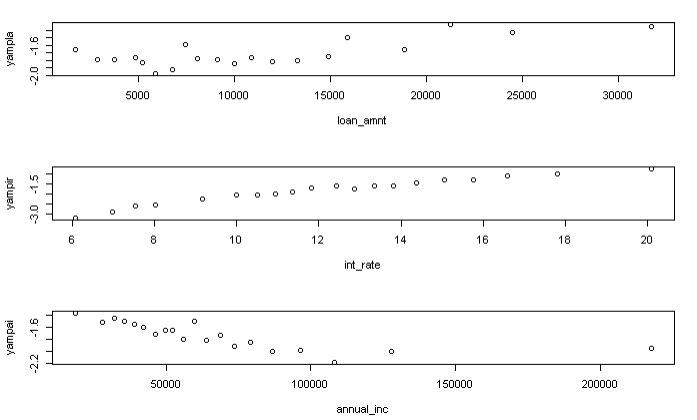 yampla
-1.6
-2.0
5000 10000 15000 20000 25000 30000
loan_amnt
yampir
-1.5
-3.0
6 8 10 12 14 16 18 20
int_rate
yampai
-1.6
-2.2
50000 100000 150000 200000
annual_inc